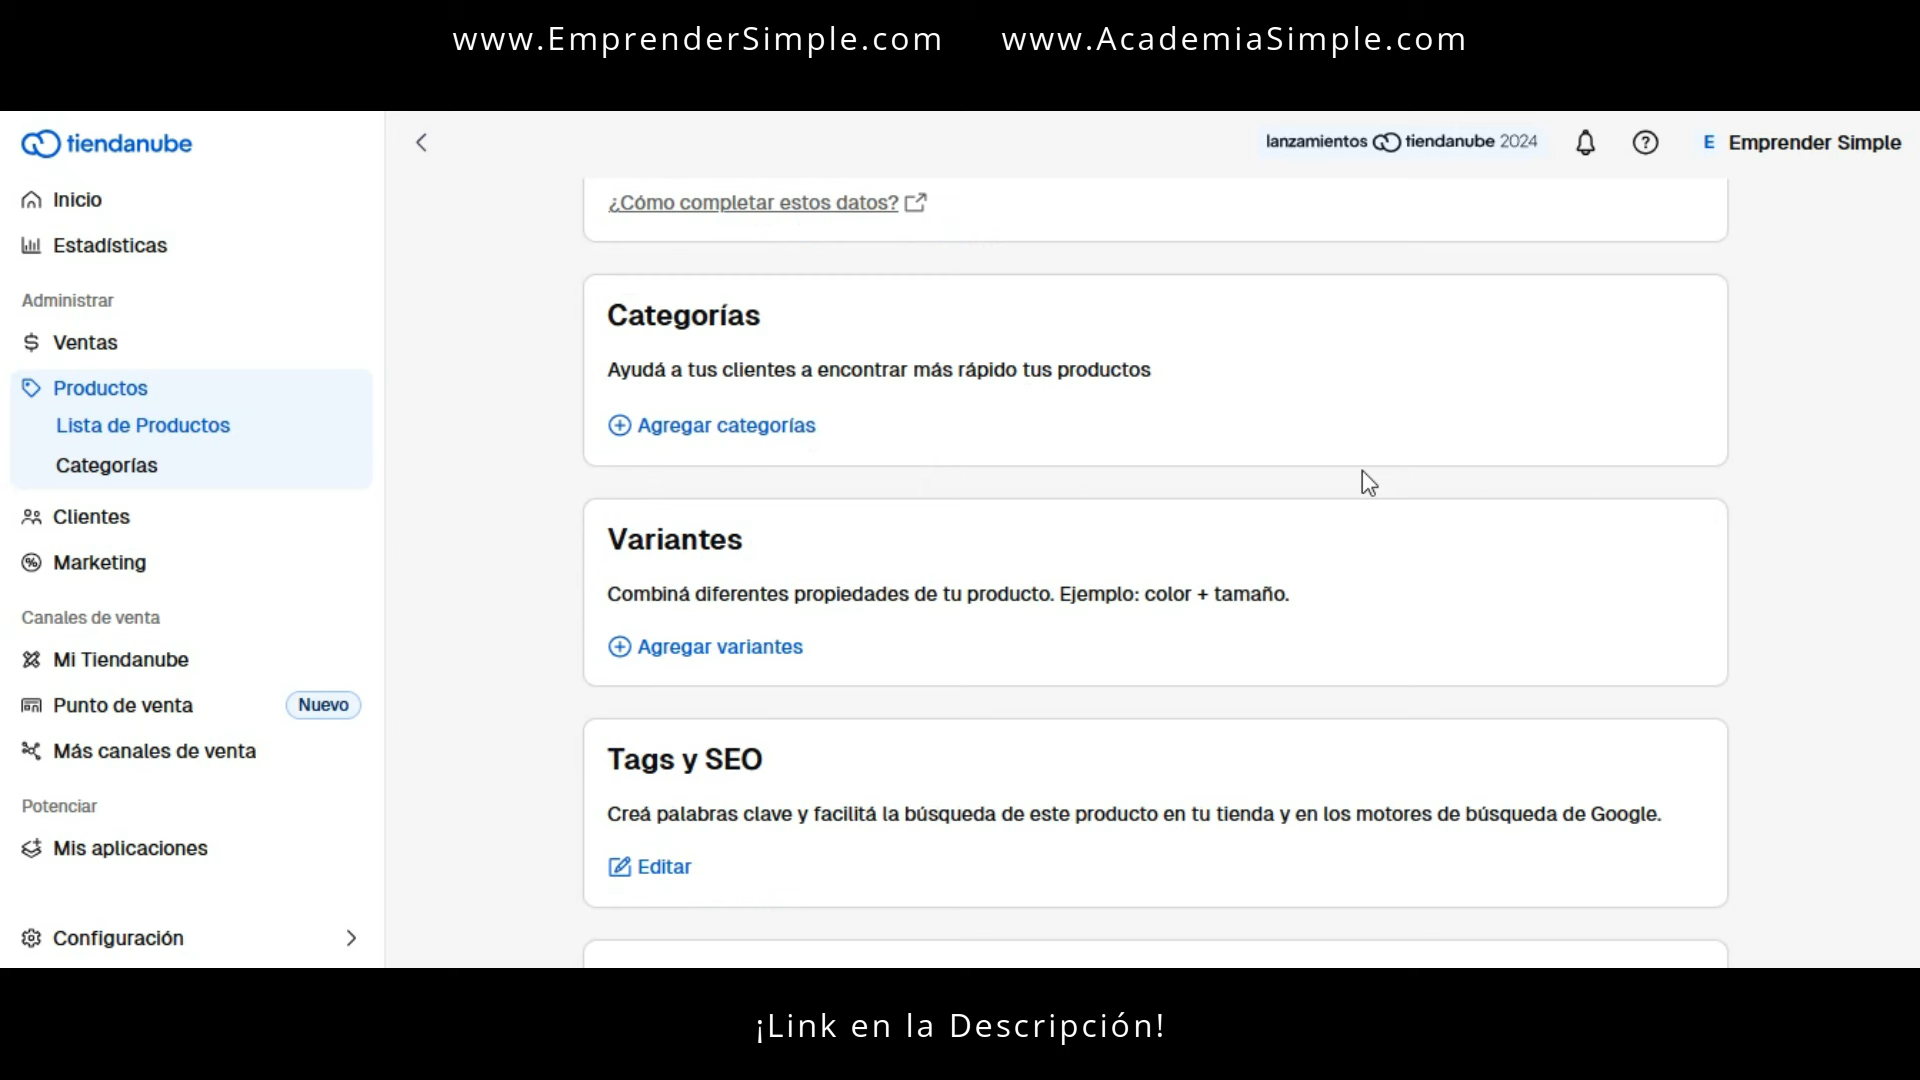 www.EmprenderSimple.com www.AcademiaSimple.com
tiendanube
lanzamientos tiendanube 2024
E Emprender Simple
Inicio
Estadísticas
Administrar
Ventas
Productos
Lista de Productos
Categorías
Clientes
Marketing
Canales de venta
Mi Tiendanube
Punto de venta Nuevo
Más canales de venta
Potenciar
Mis aplicaciones
Configuración
¿Cómo completar estos datos?
Categorías
Ayudá a tus clientes a encontrar más rápido tus productos
Agregar categorías
Variantes
Combiná diferentes propiedades de tu producto. Ejemplo: color + tamaño.
Agregar variantes
Tags y SEO
Creá palabras clave y facilitá la búsqueda de este producto en tu tienda y en los motores de búsqueda de Google.
Editar
¡Link en la Descripción!